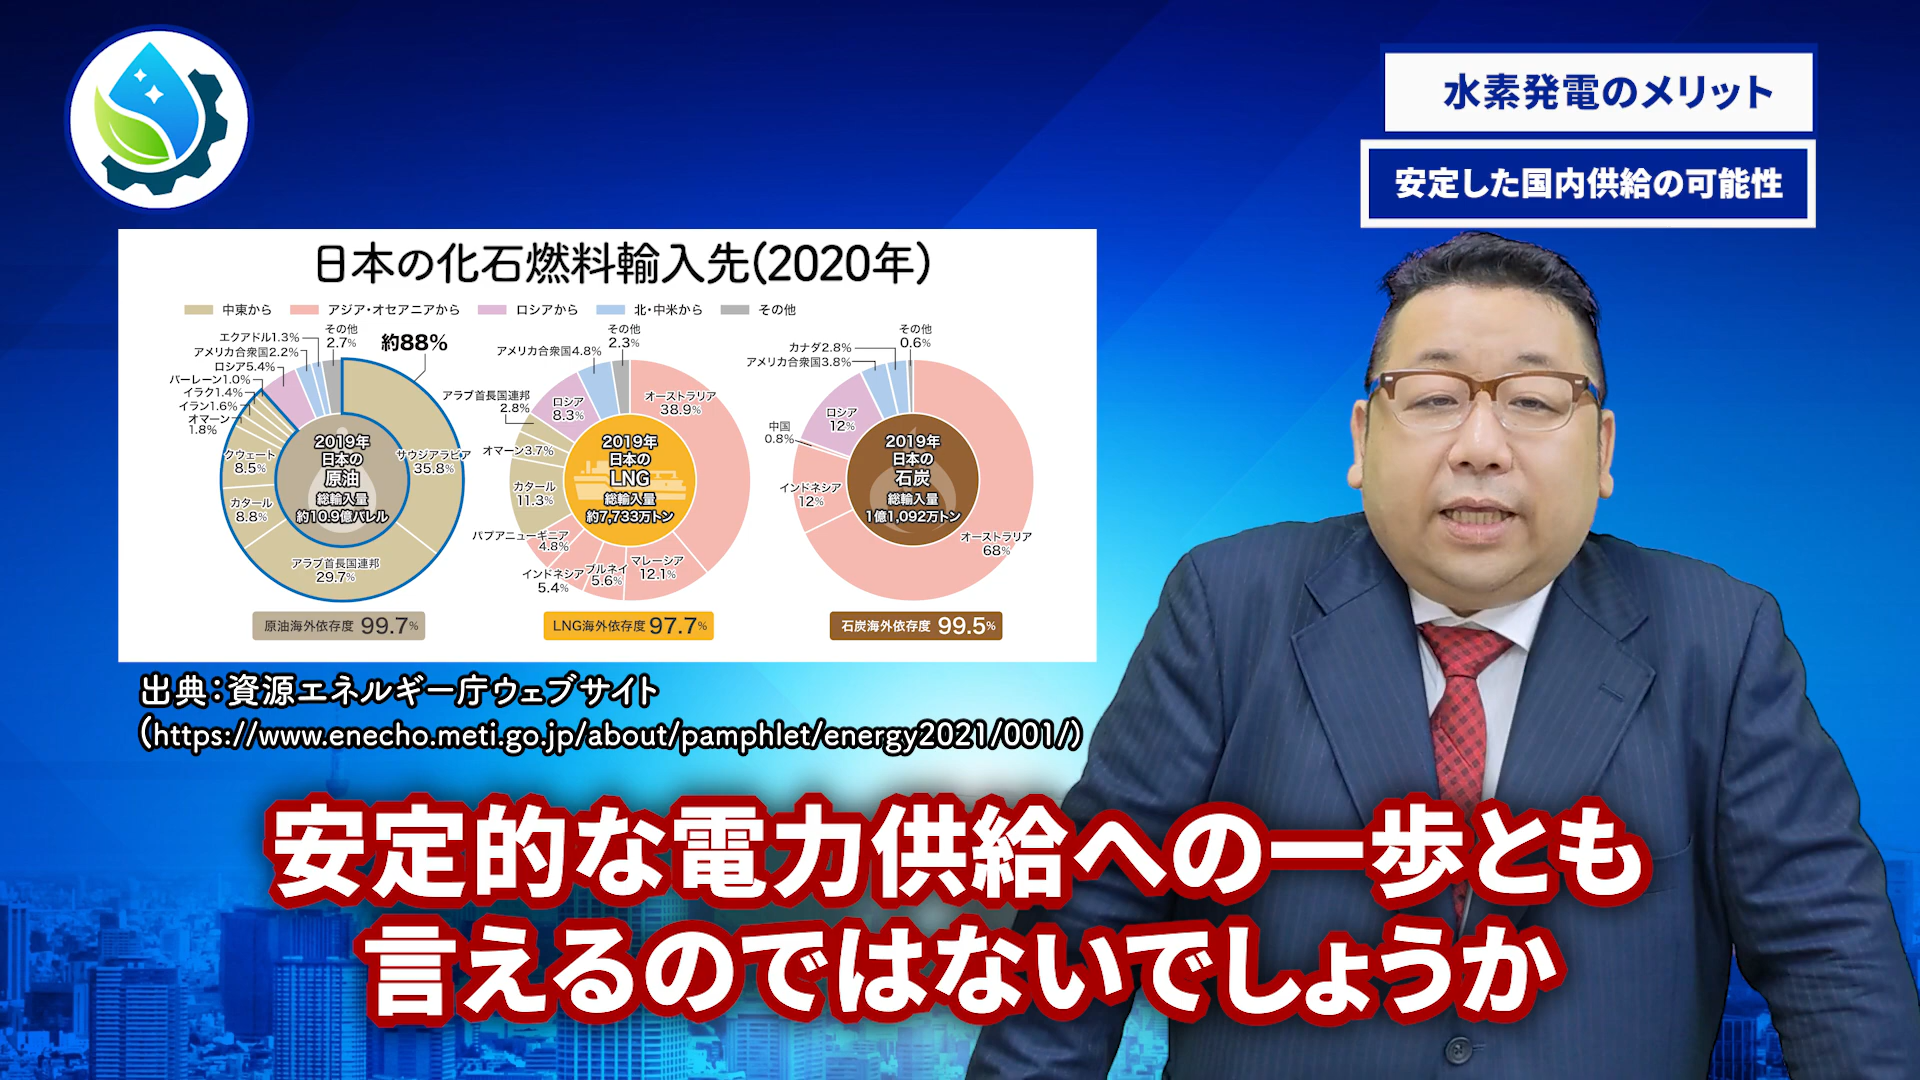 水素発電のメリット
安定した国内供給の可能性
日本の化石燃料輸入先(2020年)
中東から
アジア・オセアニアから
ロシアから
北・中米から
その他
その他
2.7%
エクアドル1.3%
アメリカ合衆国2.2%
ロシア5.4%
バーレーン1.0%
イラク1.4%
イラン1.6%
オマーン
1.8%
クウェート
8.5%
カタール
8.8%
アラブ首長国連邦
29.7%
サウジアラビア
35.8%
約88%
2019年
日本の
原油
総輸入量
約10.9億バレル
原油海外依存度 99.7%
その他
2.3%
アメリカ合衆国4.8%
アラブ首長国連邦
2.8%
ロシア
8.3%
オマーン3.7%
カタール
11.3%
パプアニューギニア
4.8%
インドネシア
5.4%
ブルネイ
5.6%
マレーシア
12.1%
オーストラリア
38.9%
2019年
日本の
LNG
総輸入量
約7,733万トン
LNG海外依存度 97.7%
その他
0.6%
カナダ2.8%
アメリカ合衆国3.8%
ロシア
12%
中国
0.8%
インドネシア
12%
オーストラリア
68%
2019年
日本の
石炭
総輸入量
1億1,092万トン
石炭海外依存度 99.5%
出典：資源エネルギー庁ウェブサイト
(https://www.enecho.meti.go.jp/about/pamphlet/energy2021/001/)
安定的な電力供給への一歩とも
言えるのではないでしょうか